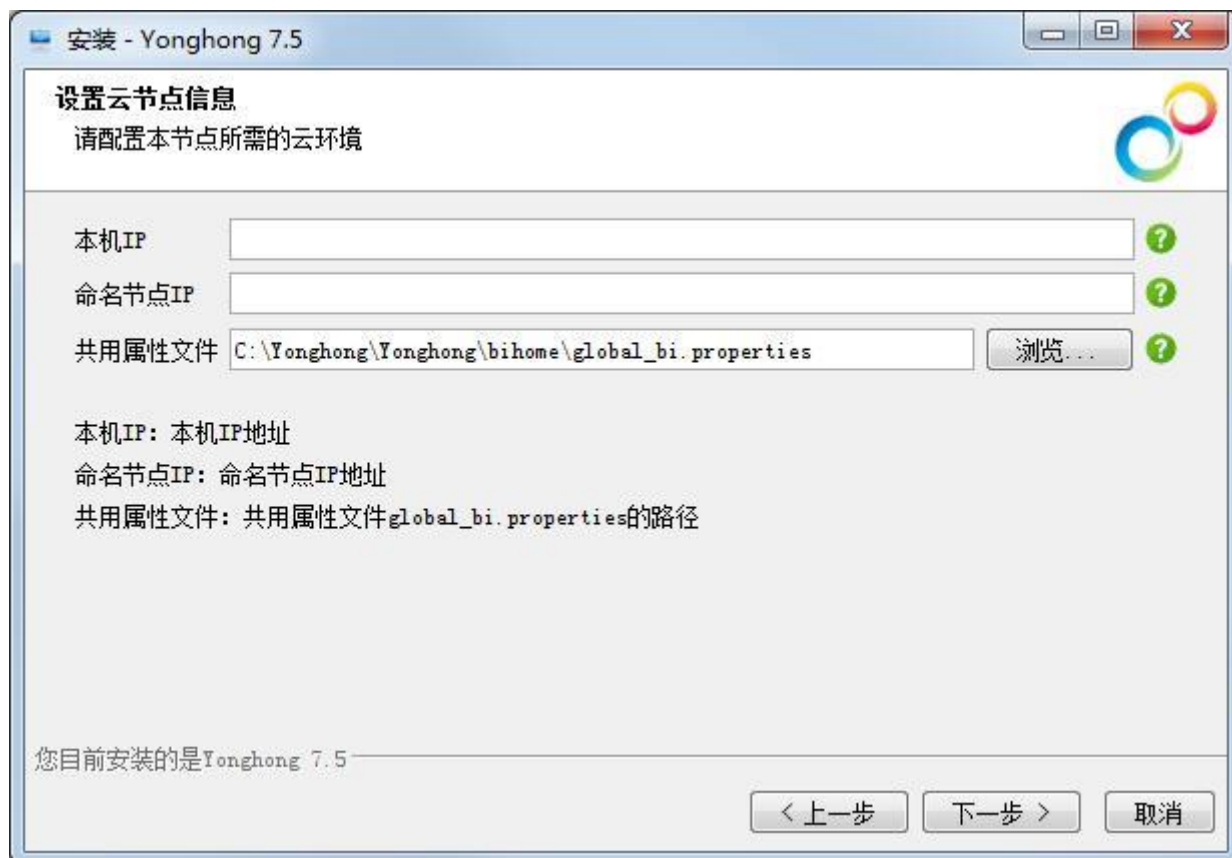 安装 - Yonghong 7.5
设置云节点信息
请配置本节点所需的云环境
本机IP
命名节点IP
共用属性文件 C:\Yonghong\Yonghong\bihome\global_bi.properties 浏览...
本机IP: 本机IP地址
命名节点IP: 命名节点IP地址
共用属性文件: 共用属性文件global_bi.properties的路径
您目前安装的是Yonghong 7.5
< 上一步 下一步 > 取消